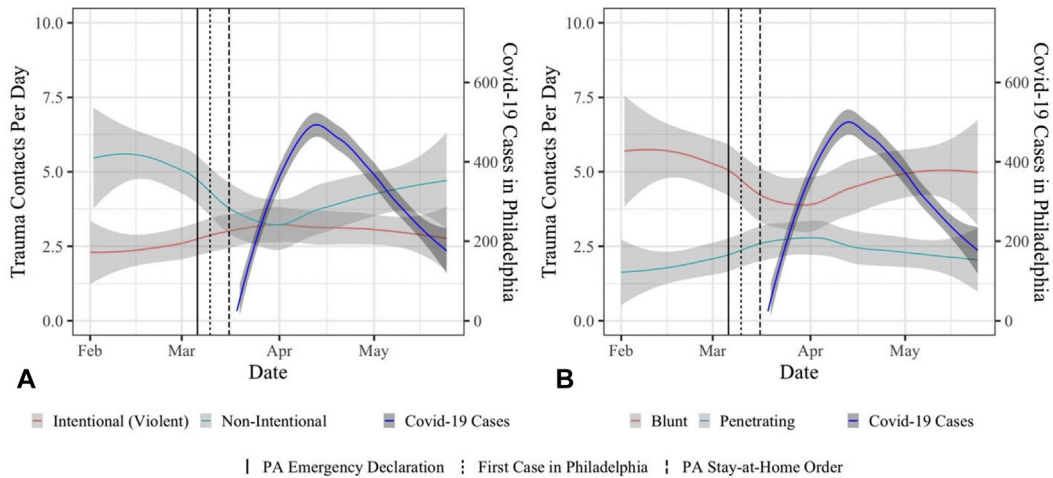 10.0
7.5
5.0
2.5
0.0
Trauma Contacts Per Day
600
400
200
0
Covid-19 Cases in Philadelphia
Feb Mar Apr May
Date
A
10.0
7.5
5.0
2.5
0.0
Trauma Contacts Per Day
600
400
200
0
Covid-19 Cases in Philadelphia
Feb Mar Apr May
Date
B
Intentional (Violent) Non-Intentional Covid-19 Cases
Blunt Penetrating Covid-19 Cases
PA Emergency Declaration First Case in Philadelphia PA Stay-at-Home Order